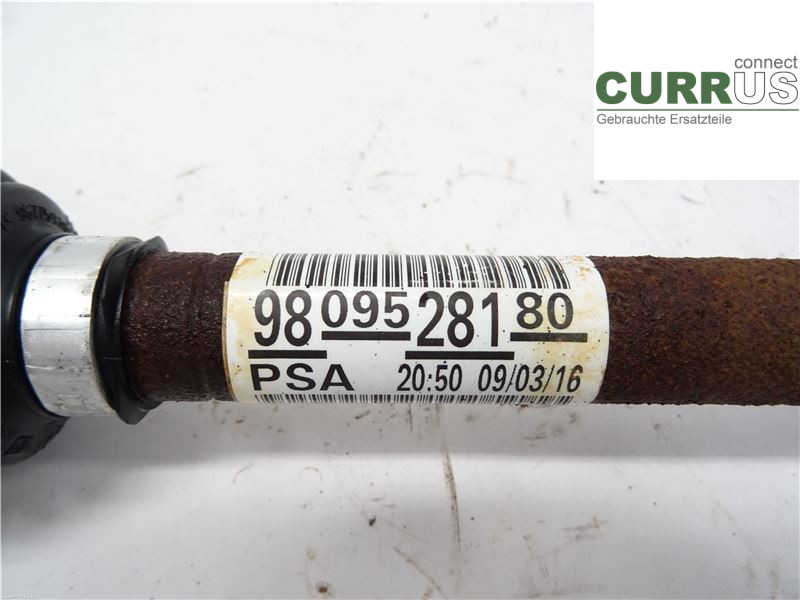 connect
CURRUS
Gebrauchte Ersatzteile
98 095 281 80
PSA 20:50 09/03/16